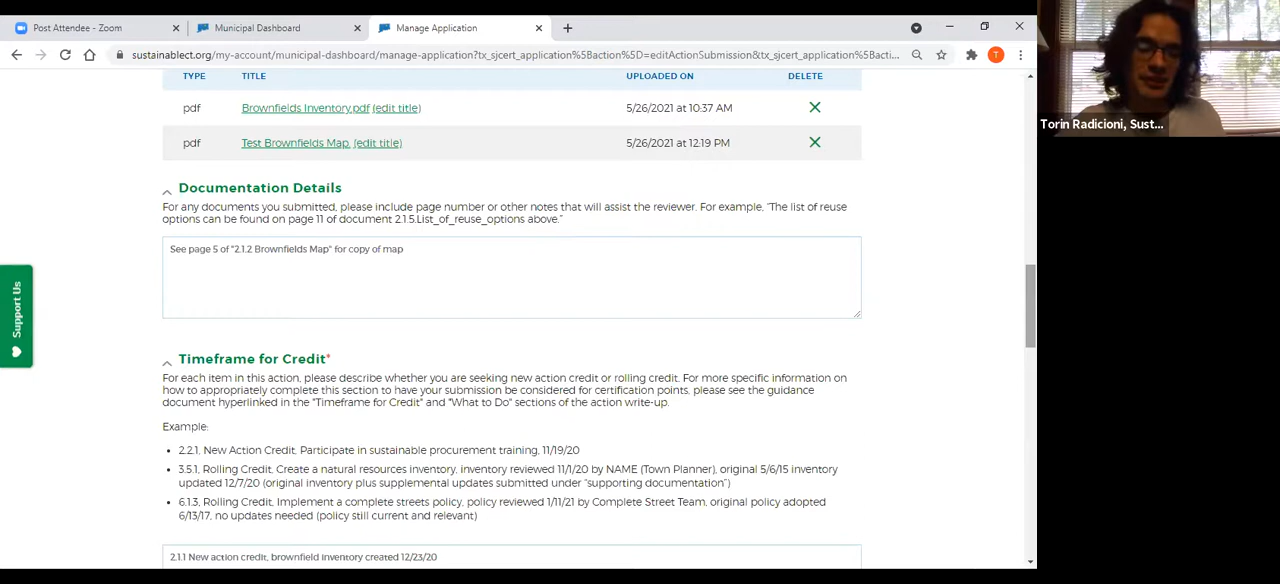 Post Attendee - Zoom
Municipal Dashboard
Manage Application
sustainablect.org/my-account/municipal-dashboard/manage-application?tx_sjcert_application%5Baction%5D=editActionSubmission&tx_sjcert_application%5Bac...
T
TYPE TITLE UPLOADED ON DELETE
pdf Brownfields Inventory.pdf (edit title) 5/26/2021 at 10:37 AM
pdf Test Brownfields Map (edit title) 5/26/2021 at 12:19 PM
Documentation Details
For any documents you submitted, please include page number or other notes that will assist the reviewer. For example, "The list of reuse
options can be found on page 11 of document 2.1.5.List_of_reuse_options above."
See page 5 of "2.1.2 Brownfields Map" for copy of map
Timeframe for Credit*
For each item in this action, please describe whether you are seeking new action credit or rolling credit. For more specific information on
how to appropriately complete this section to have your submission be considered for certification points, please see the guidance
document hyperlinked in the "Timeframe for Credit" and "What to Do" sections of the action write-up.
Example:
• 2.2.1, New Action Credit, Participate in sustainable procurement training, 11/19/20
• 3.5.1, Rolling Credit, Create a natural resources inventory, inventory reviewed 11/1/20 by NAME (Town Planner), original 5/6/15 inventory
updated 12/7/20 (original inventory plus supplemental updates submitted under "supporting documentation")
• 6.1.3, Rolling Credit, Implement a complete streets policy, policy reviewed 1/11/21 by Complete Street Team, original policy adopted
6/13/17, no updates needed (policy still current and relevant)
2.1.1 New action credit, brownfield inventory created 12/23/20
Support Us
Torin Radicioni, Sust...